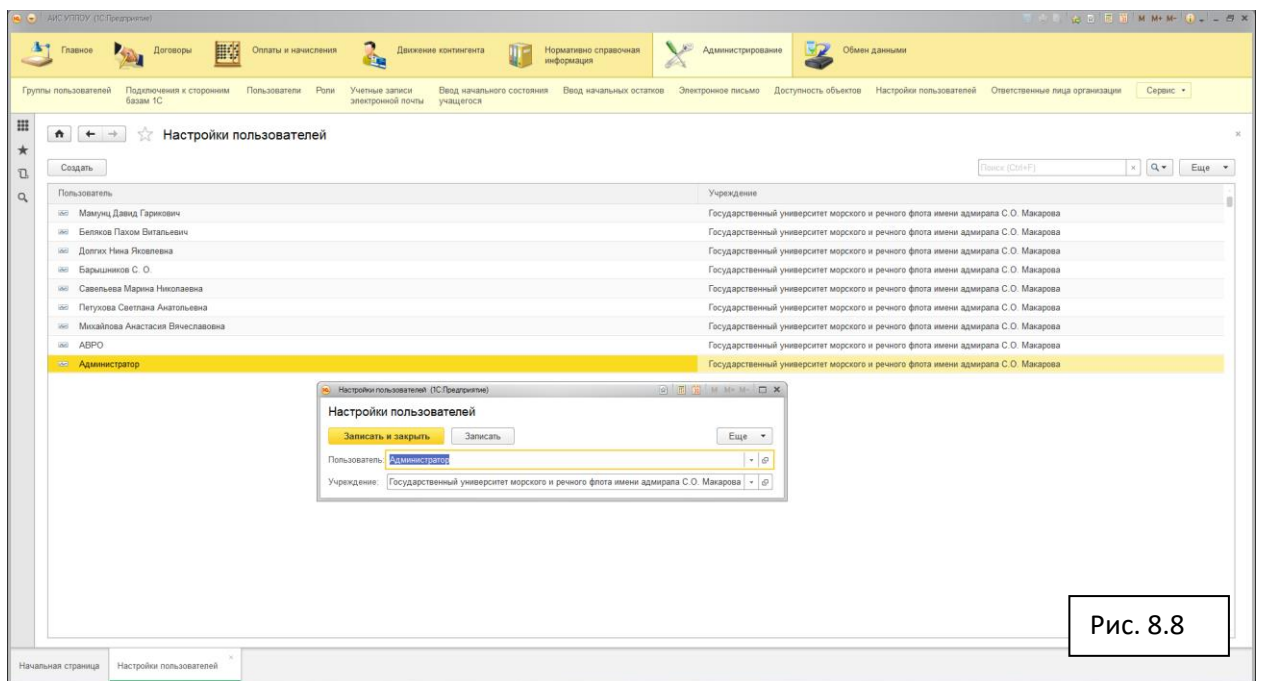 АИС УППОУ (1С:Предприятие)
M M+ M-
Главное
Договоры
Оплаты и начисления
Движение контингента
Нормативно справочная
информация
Администрирование
Обмен данными
Группы пользователей
Подключения к сторонним
базам 1С
Пользователи
Роли
Учетные записи
электронной почты
Ввод начального состояния
учащегося
Ввод начальных остатков
Электронное письмо
Доступность объектов
Настройки пользователей
Ответственные лица организации
Сервис
Настройки пользователей
Создать
Поиск (Ctrl+F)
Еще
Пользователь Учреждение
Мамунц Давид Гарикович Государственный университет морского и речного флота имени адмирала С.О. Макарова
Беляков Пахом Витальевич Государственный университет морского и речного флота имени адмирала С.О. Макарова
Долгих Нина Яковлевна Государственный университет морского и речного флота имени адмирала С.О. Макарова
Барышников С. О. Государственный университет морского и речного флота имени адмирала С.О. Макарова
Савельева Марина Николаевна Государственный университет морского и речного флота имени адмирала С.О. Макарова
Петухова Светлана Анатольевна Государственный университет морского и речного флота имени адмирала С.О. Макарова
Михайлова Анастасия Вячеславовна Государственный университет морского и речного флота имени адмирала С.О. Макарова
АВРО Государственный университет морского и речного флота имени адмирала С.О. Макарова
Администратор Государственный университет морского и речного флота имени адмирала С.О. Макарова
Настройки пользователей (1С:Предприятие)
M M+ M-
Настройки пользователей
Записать и закрыть
Записать
Еще
Пользователь: Администратор
Учреждение: Государственный университет морского и речного флота имени адмирала С.О. Макарова
Рис. 8.8
Начальная страница
Настройки пользователей